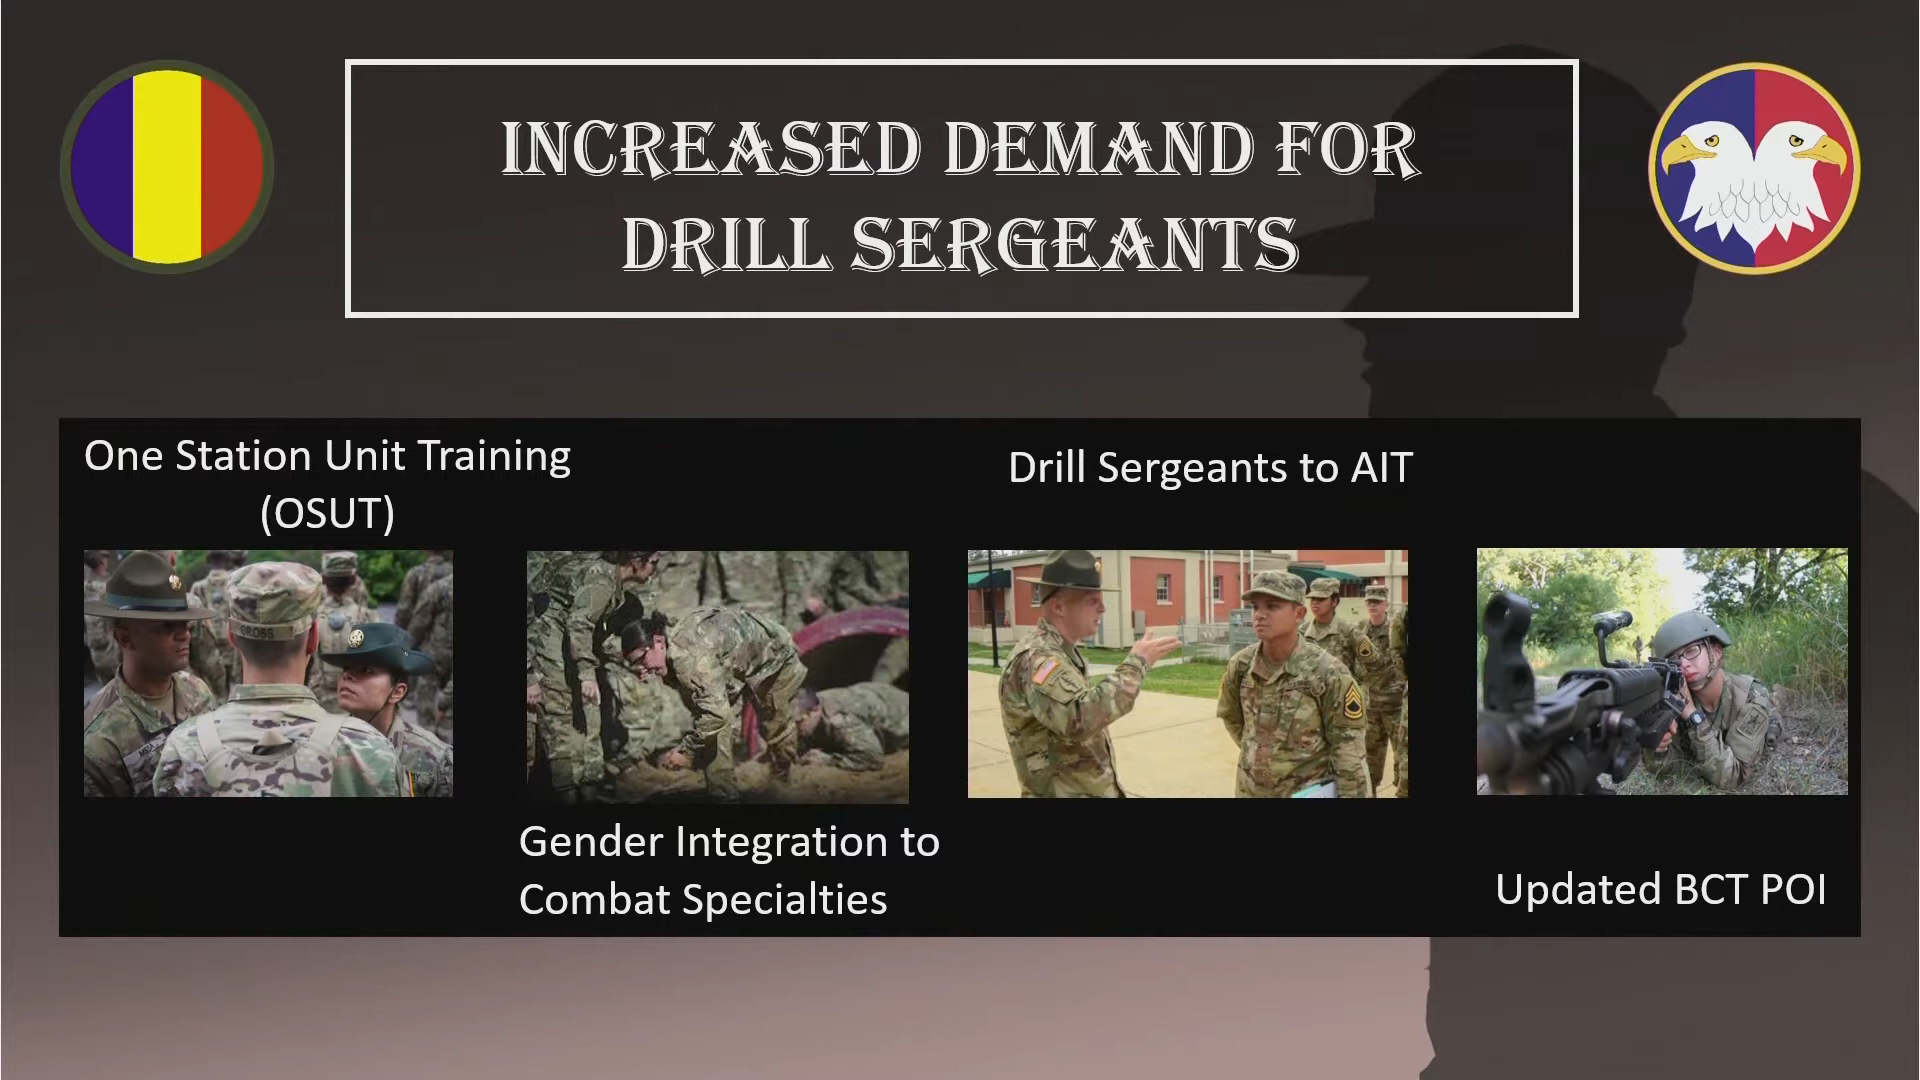 INCREASED DEMAND FOR
DRILL SERGEANTS
One Station Unit Training
(OSUT)
Drill Sergeants to AIT
GROSS
Gender Integration to
Combat Specialties
Updated BCT POI